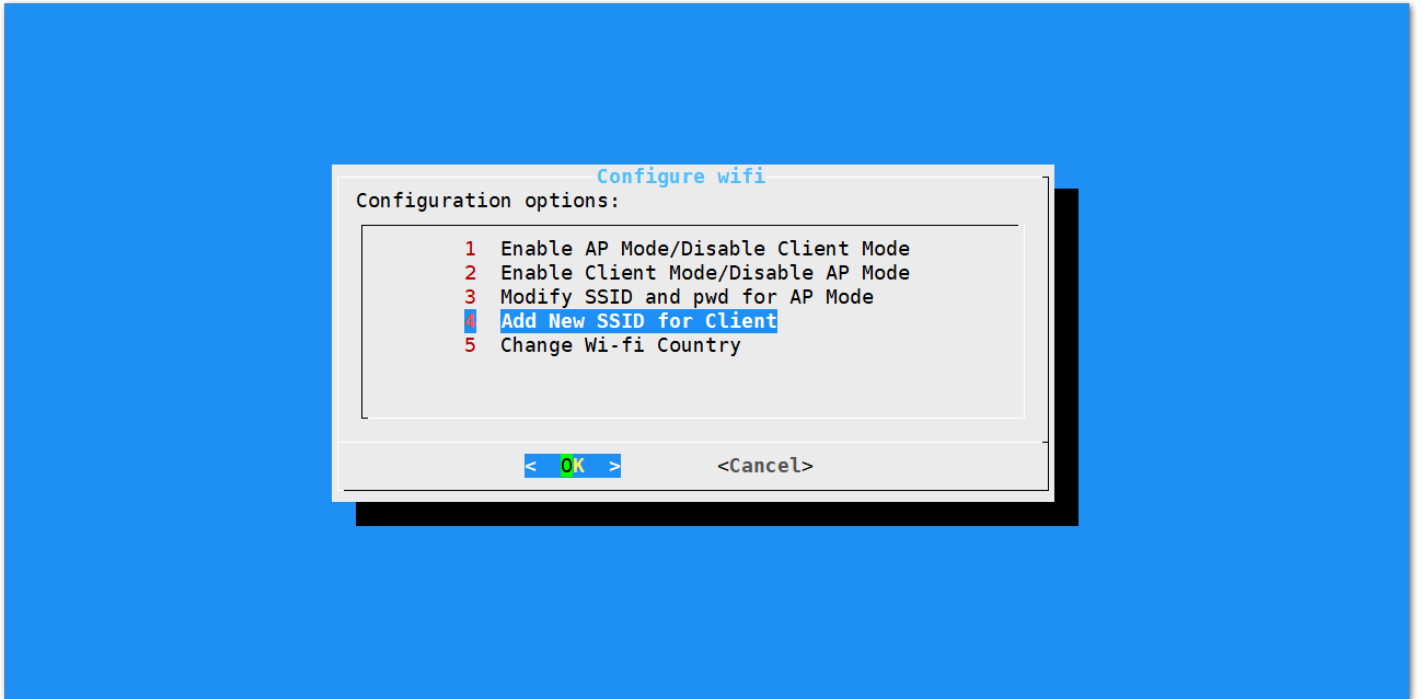 Configure wifi
Configuration options:
1 Enable AP Mode/Disable Client Mode
2 Enable Client Mode/Disable AP Mode
3 Modify SSID and pwd for AP Mode
4 Add New SSID for Client
5 Change Wi-fi Country
< OK > <Cancel>